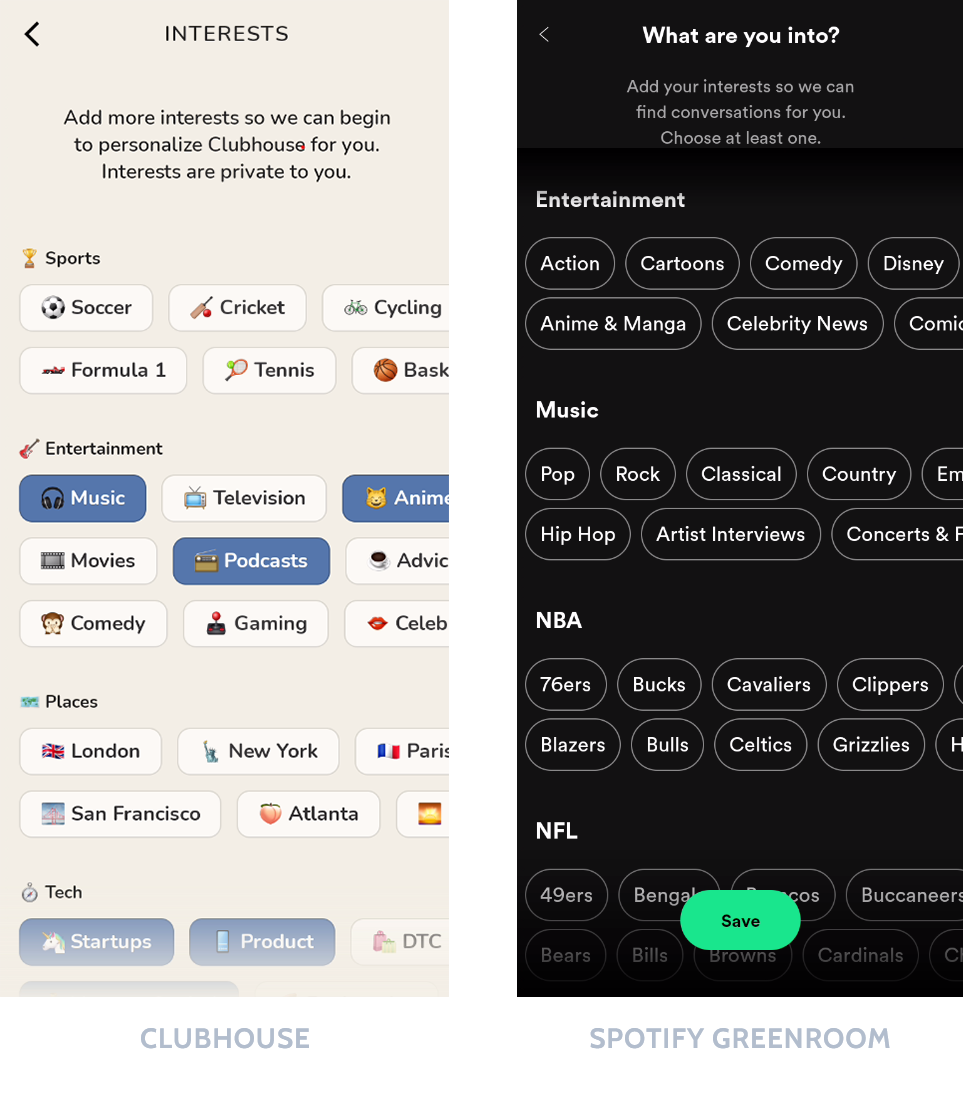 INTERESTS
Add more interests so we can begin
to personalize Clubhouse for you.
Interests are private to you.
Sports
Soccer Cricket Cycling
Formula 1 Tennis Bask
Entertainment
Music Television Anime
Movies Podcasts Advic
Comedy Gaming Celeb
Places
London New York Paris
San Francisco Atlanta
Tech
Startups Product DTC
CLUBHOUSE
What are you into?
Add your interests so we can
find conversations for you.
Choose at least one.
Entertainment
Action Cartoons Comedy Disney
Anime & Manga Celebrity News Comic
Music
Pop Rock Classical Country Em
Hip Hop Artist Interviews Concerts & F
NBA
76ers Bucks Cavaliers Clippers
Blazers Bulls Celtics Grizzlies H
NFL
49ers Bengal cos Buccaneers
Save
Bears Bills Browns Cardinals Ch
SPOTIFY GREENROOM